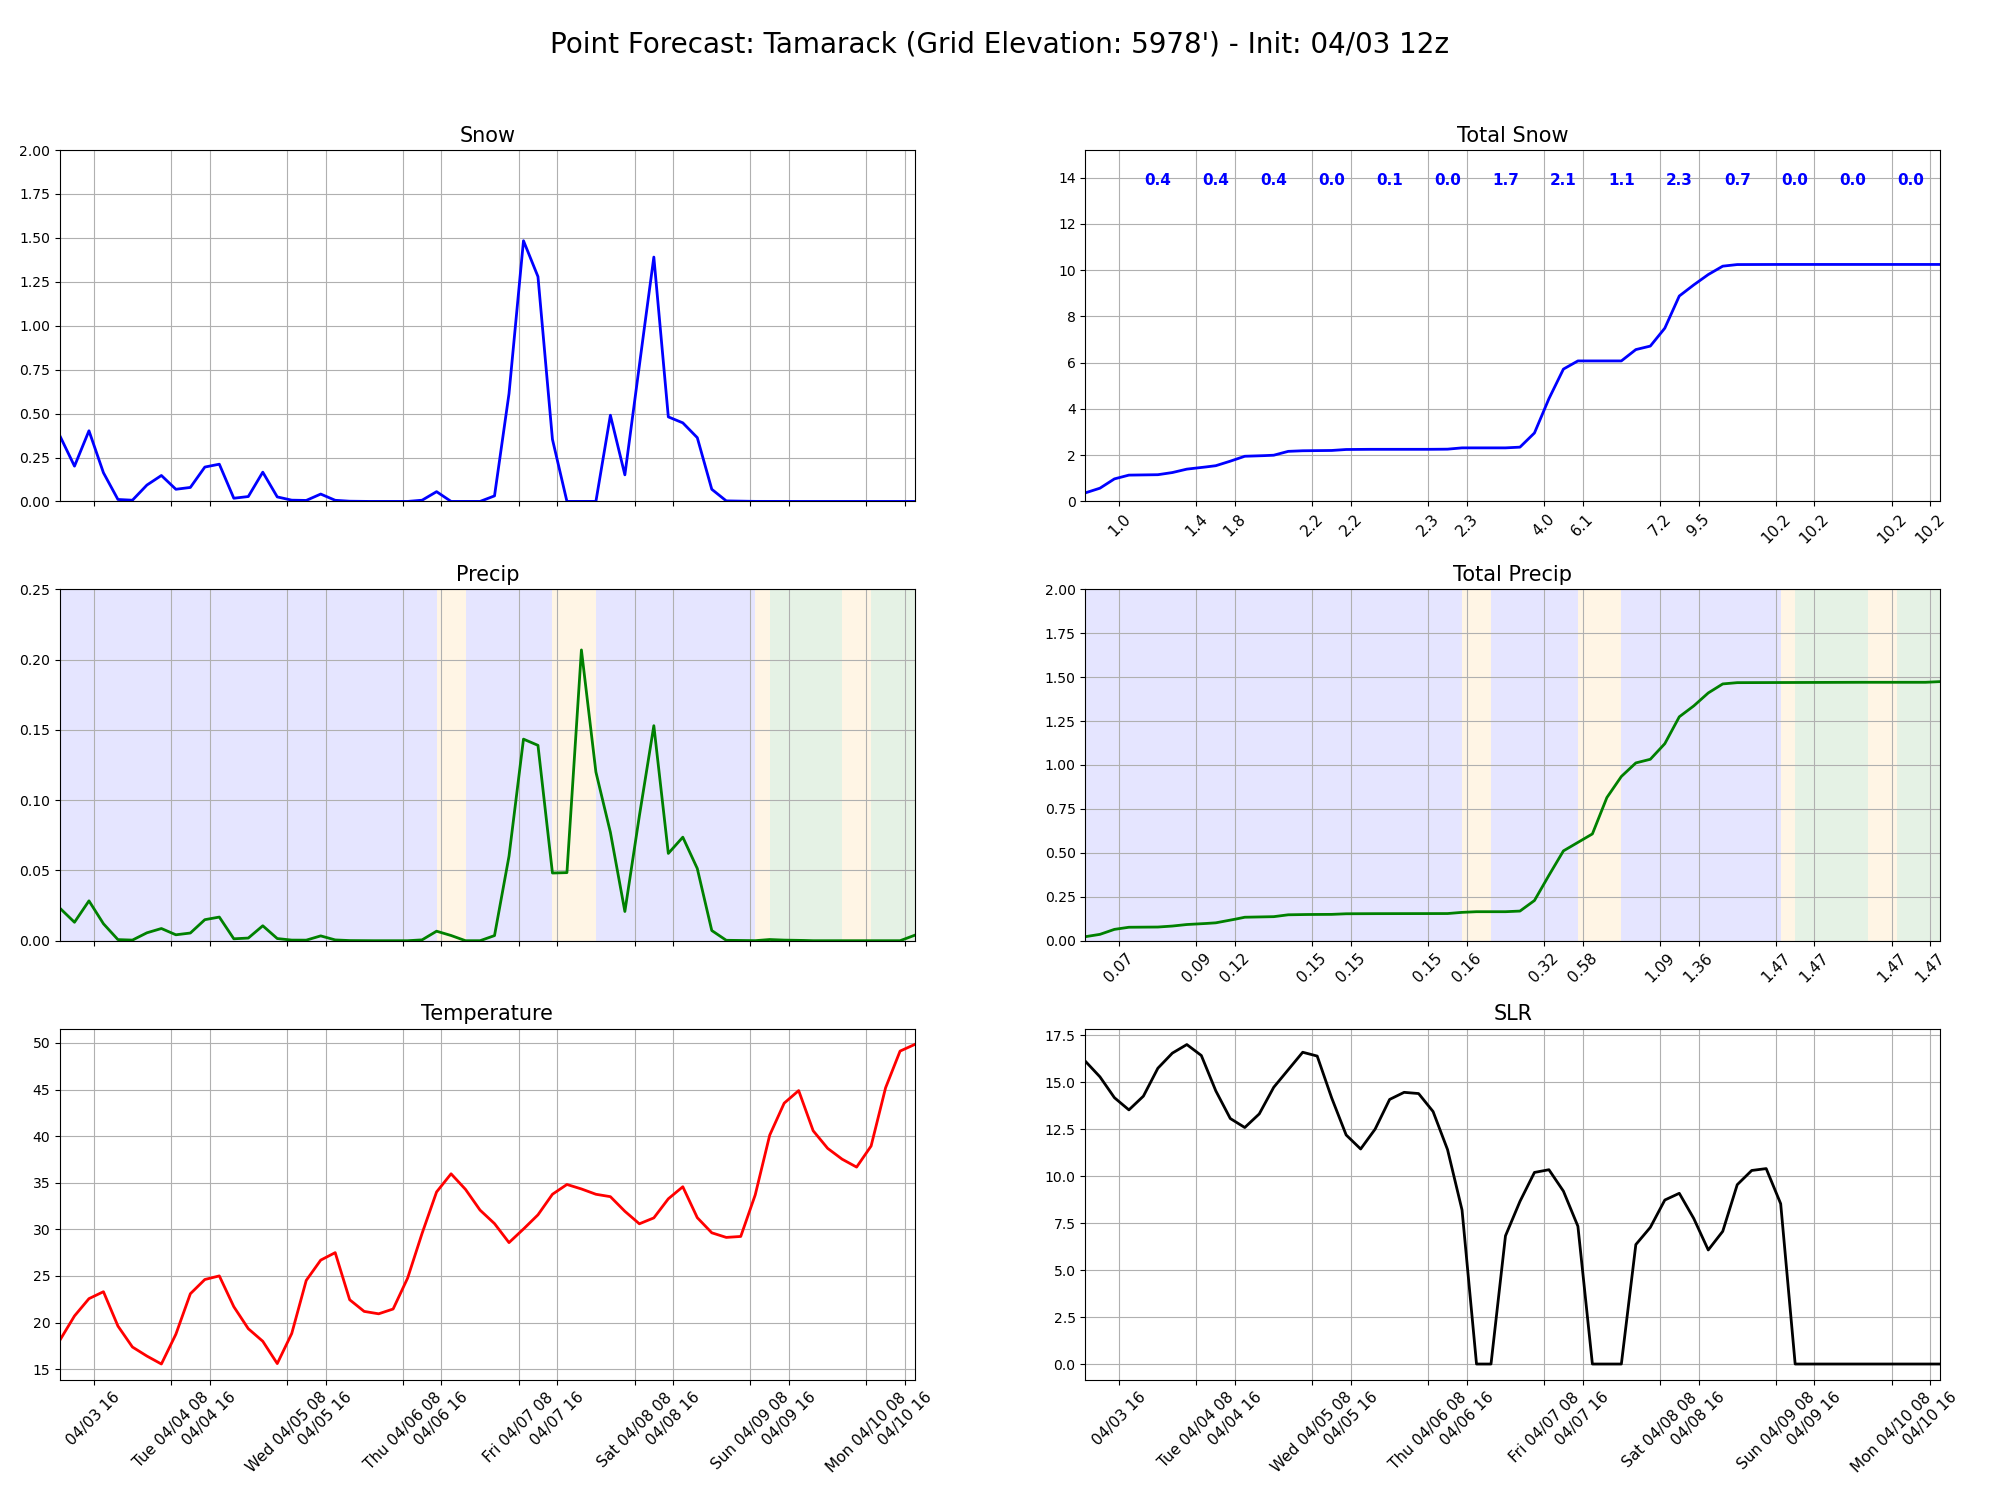 Point Forecast: Tamarack (Grid Elevation: 5978') - Init: 04/03 12z
Snow
2.00
1.75
1.50
1.25
1.00
0.75
0.50
0.25
0.00
Total Snow
14
12
10
8
6
4
2
0
0.4 0.4 0.4 0.0 0.1 0.0 1.7 2.1 1.1 2.3 0.7 0.0 0.0 0.0
1.0 1.4 1.8 2.2 2.2 2.3 2.3 4.0 6.1 7.2 9.5 10.2 10.2 10.2 10.2
Precip
0.25
0.20
0.15
0.10
0.05
0.00
Total Precip
2.00
1.75
1.50
1.25
1.00
0.75
0.50
0.25
0.00
0.07 0.09 0.12 0.15 0.15 0.15 0.16 0.32 0.58 1.09 1.36 1.47 1.47 1.47 1.47
Temperature
50
45
40
35
30
25
20
15
04/03 16
Tue 04/04 08
04/04 16
Wed 04/05 08
04/05 16
Thu 04/06 08
04/06 16
Fri 04/07 08
04/07 16
Sat 04/08 08
04/08 16
Sun 04/09 08
04/09 16
Mon 04/10 08
04/10 16
SLR
17.5
15.0
12.5
10.0
7.5
5.0
2.5
0.0
04/03 16
Tue 04/04 08
04/04 16
Wed 04/05 08
04/05 16
Thu 04/06 08
04/06 16
Fri 04/07 08
04/07 16
Sat 04/08 08
04/08 16
Sun 04/09 08
04/09 16
Mon 04/10 08
04/10 16